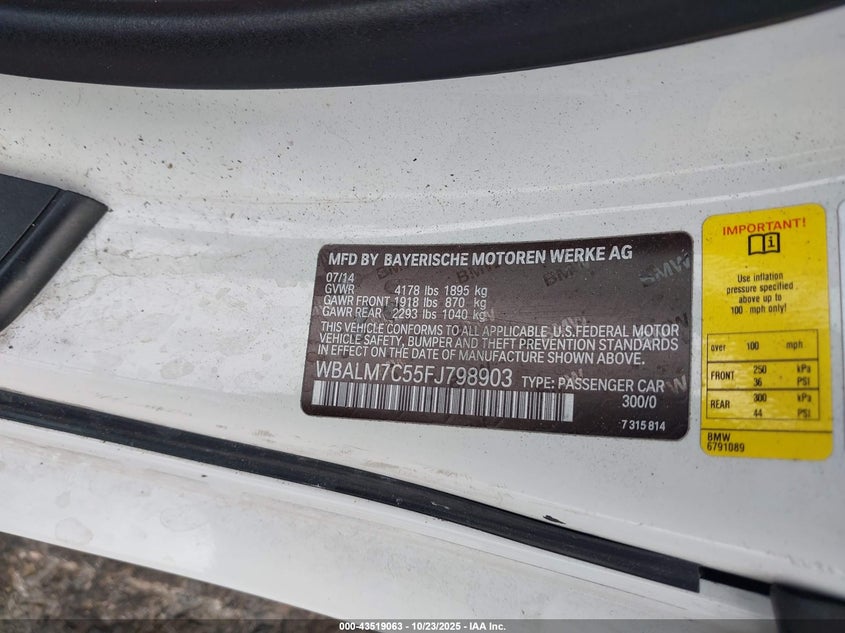 MFD BY BAYERISCHE MOTOREN WERKE AG
07/14
GVWR 4178 lbs 1895 kg
GAWR FRONT 1918 lbs 870 kg
GAWR REAR 2293 lbs 1040 kg
THIS VEHICLE CONFORMS TO ALL APPLICABLE U.S. FEDERAL MOTOR
VEHICLE SAFETY, BUMPER AND THEFT PREVENTION STANDARDS
IN EFFECT ON THE DATE OF MANUFACTURE SHOWN ABOVE.
WBALM7C55FJ798903 TYPE: PASSENGER CAR
300/0
7 315 814
BMW
IMPORTANT!
Use inflation
pressure specified
above up to
100 mph only!
over 100 mph
FRONT 250 kPa
36 PSI
REAR 300 kPa
44 PSI
BMW
6791089
000-43519063 - 10/23/2025 - IAA Inc.